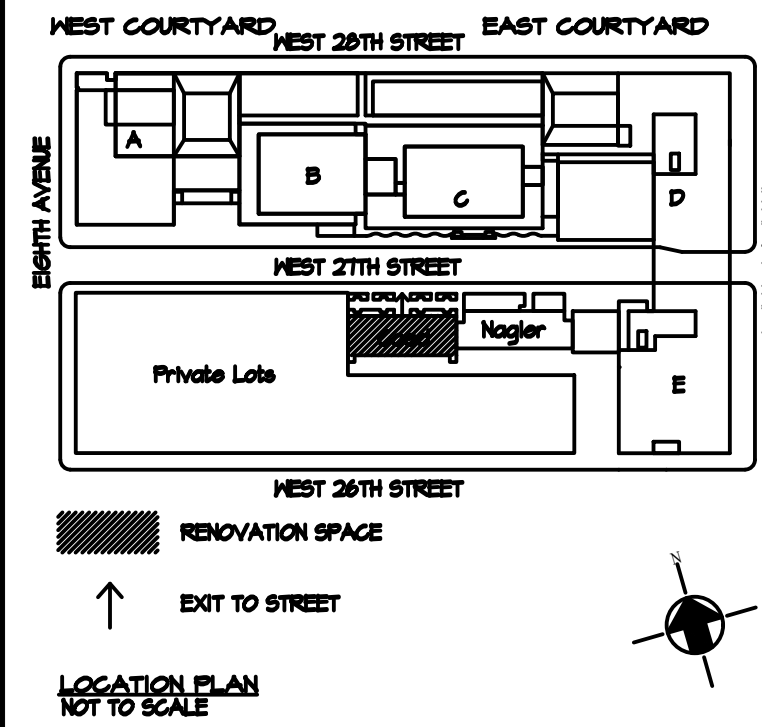 WEST COURTYARD
EAST COURTYARD
WEST 28TH STREET
EIGHTH AVENUE
A
B
C
D
WEST 27TH STREET
Nagler
Private Lots
E
WEST 26TH STREET
RENOVATION SPACE
EXIT TO STREET
N
LOCATION PLAN
NOT TO SCALE